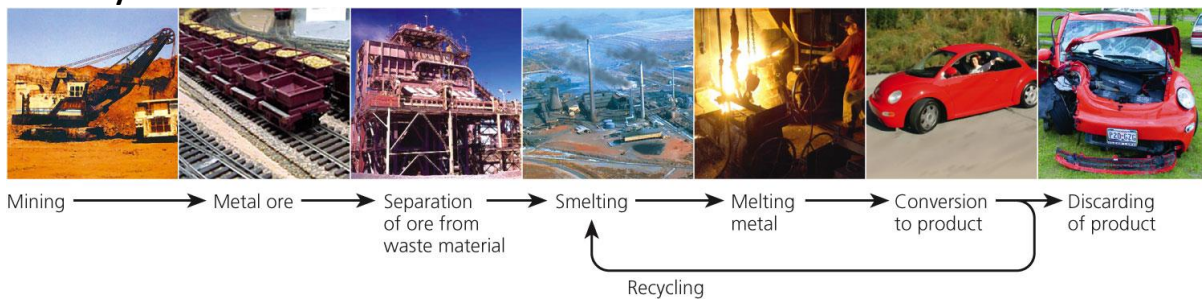 Mining
Metal ore
Separation
of ore from
waste material
Smelting
Melting
metal
Conversion
to product
Discarding
of product
Recycling